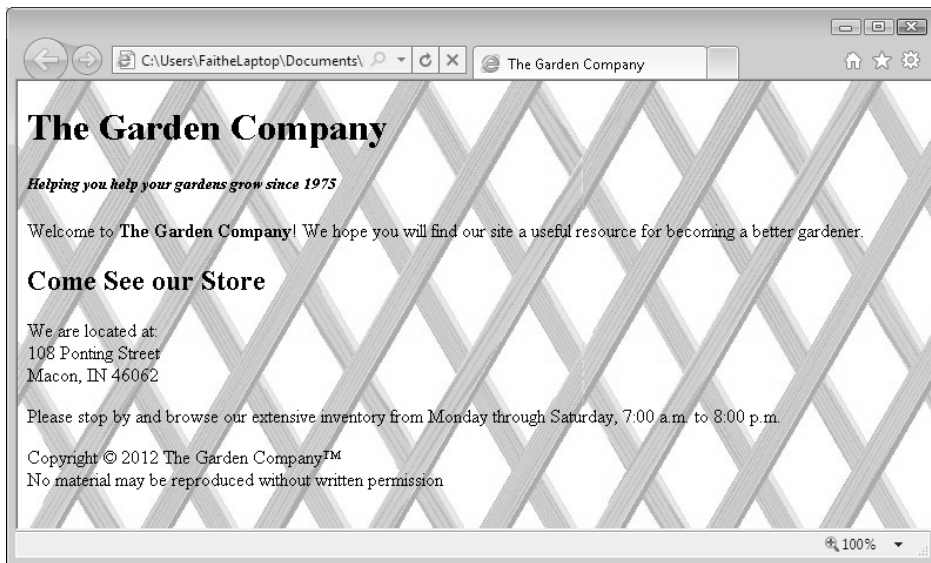 C:\Users\FaitheLaptop\Documents\
The Garden Company
The Garden Company
Helping you help your gardens grow since 1975
Welcome to The Garden Company! We hope you will find our site a useful resource for becoming a better gardener.
Come See our Store
We are located at:
108 Ponting Street
Macon, IN 46062
Please stop by and browse our extensive inventory from Monday through Saturday, 7:00 a.m. to 8:00 p.m.
Copyright © 2012 The Garden Company™
No material may be reproduced without written permission
100%